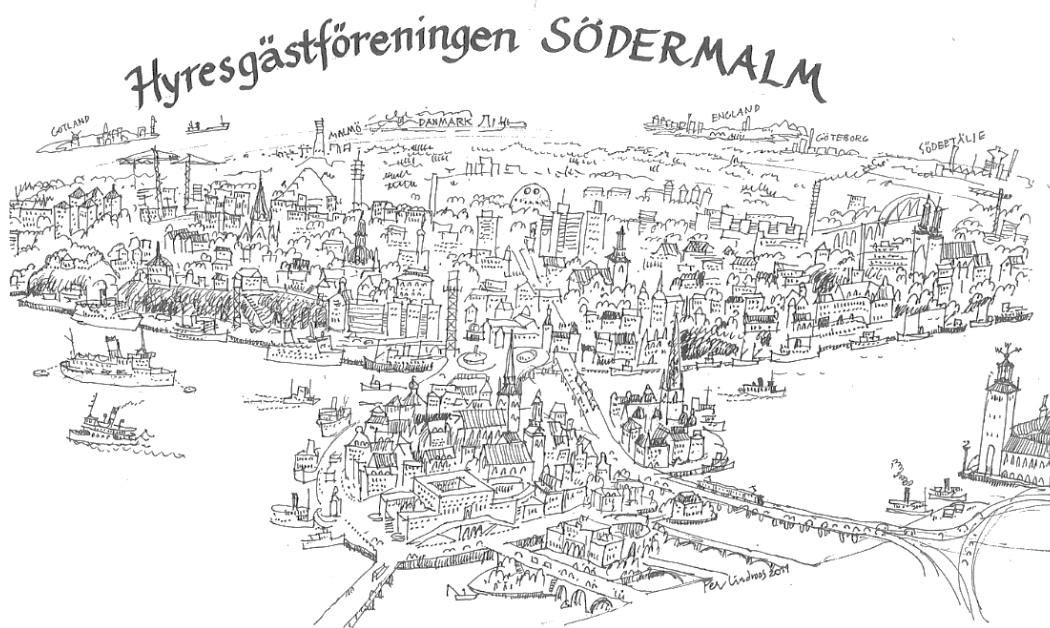 Hyresgästföreningen SÖDERMALM
GOTLAND
MALMÖ
DANMARK
ENGLAND
GÖTEBORG
SÖDERTÄLJE
Per Lindroos 2011